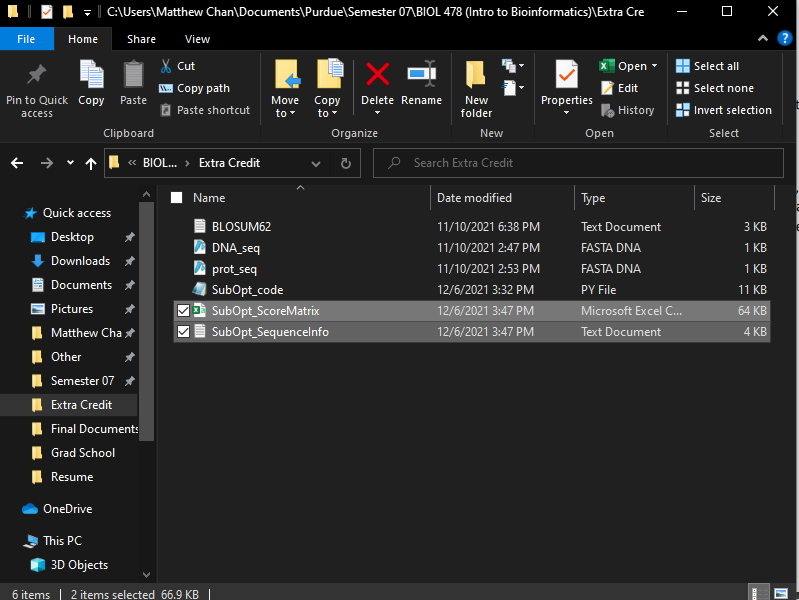 C:\Users\Matthew Chan\Documents\Purdue\Semester 07\BIOL 478 (Intro to Bioinformatics)\Extra Cre
File Home Share View
Pin to Quick access
Copy
Paste
Cut
Copy path
Paste shortcut
Clipboard
Move to
Copy to
Delete
Rename
Organize
New folder
New
Properties
Open
Edit
History
Open
Select all
Select none
Invert selection
Select
« BIOL... › Extra Credit
Search Extra Credit
Name Date modified Type Size
Quick access
Desktop
Downloads
Documents
Pictures
Matthew Cha
Other
Semester 07
Extra Credit
Final Documents
Grad School
Resume
OneDrive
This PC
3D Objects
BLOSUM62 11/10/2021 6:38 PM Text Document 3 KB
DNA_seq 11/10/2021 2:47 PM FASTA DNA 1 KB
prot_seq 11/10/2021 2:53 PM FASTA DNA 1 KB
SubOpt_code 12/6/2021 3:32 PM PY File 11 KB
SubOpt_ScoreMatrix 12/6/2021 3:47 PM Microsoft Excel C... 64 KB
SubOpt_SequenceInfo 12/6/2021 3:47 PM Text Document 4 KB
6 items 2 items selected 66.9 KB